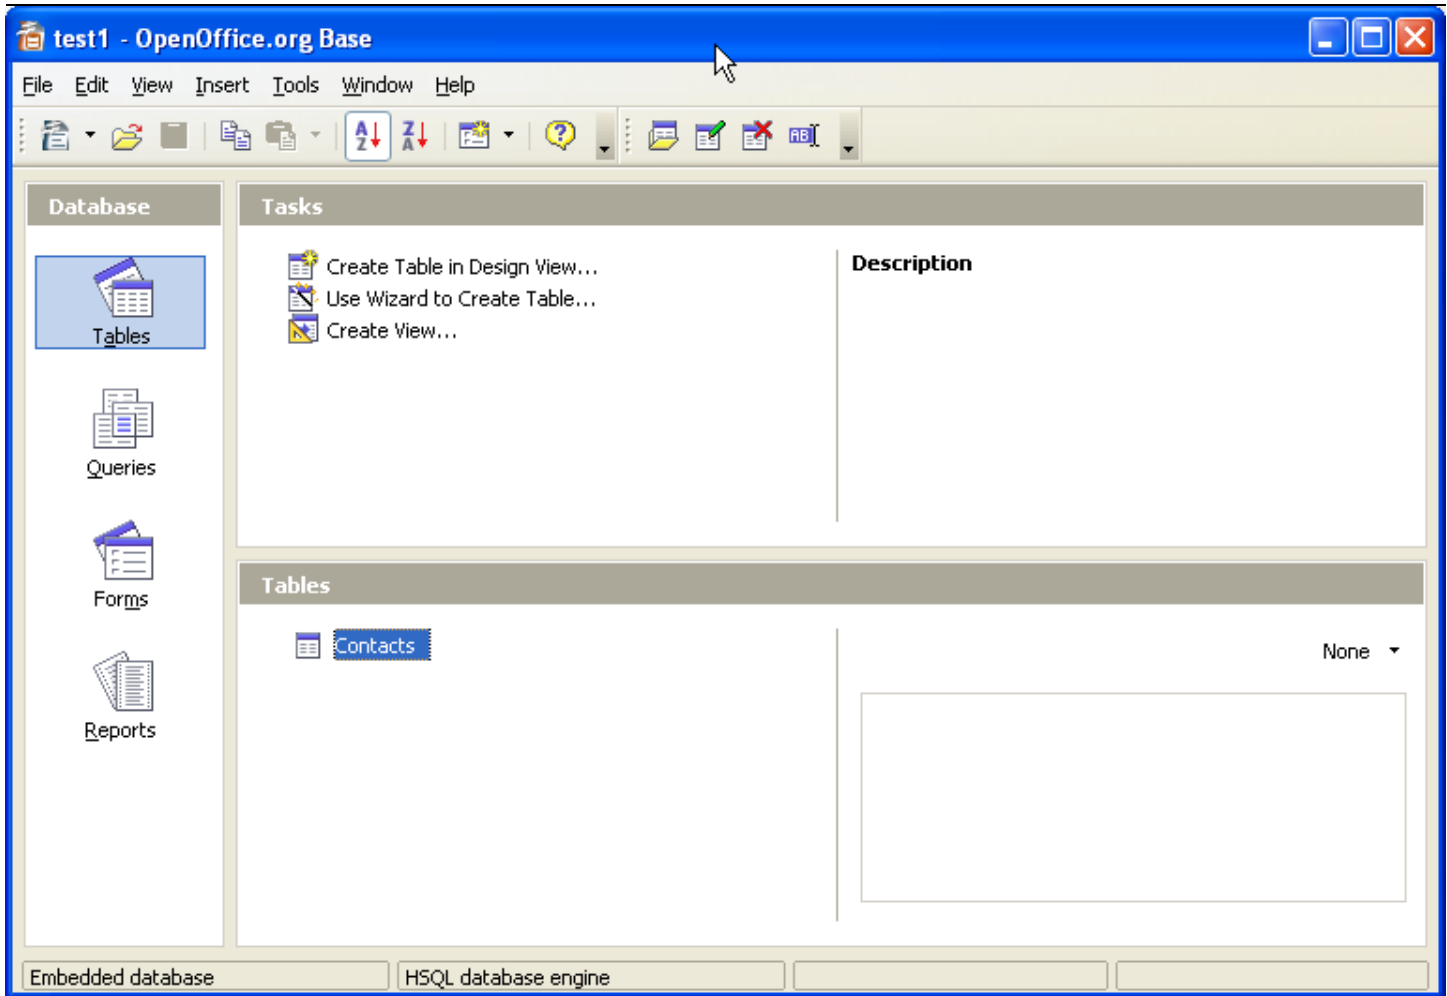 test1 - OpenOffice.org Base
File Edit View Insert Tools Window Help
Database
Tables
Queries
Forms
Reports
Tasks
Create Table in Design View...
Use Wizard to Create Table...
Create View...
Description
Tables
Contacts
None
Embedded database
HSQL database engine